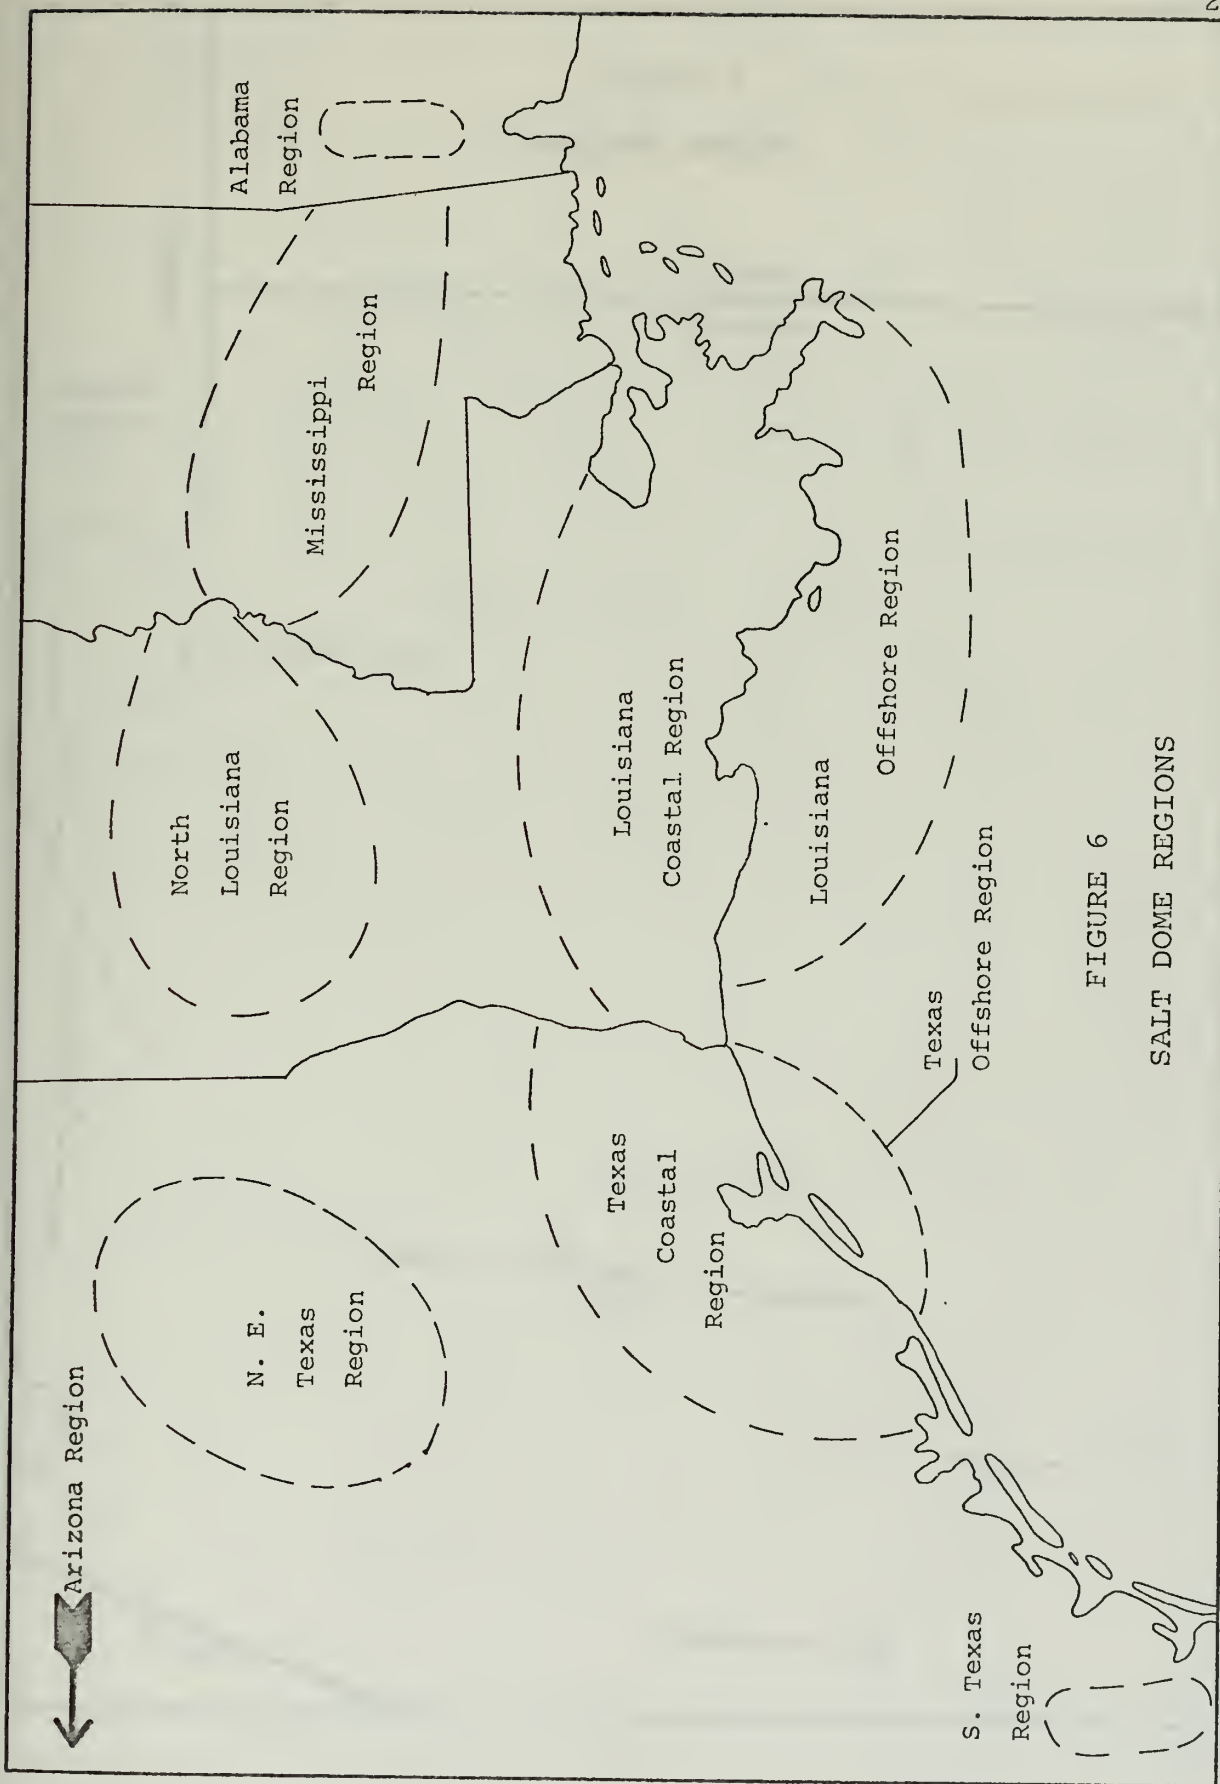 Arizona Region
N. E.
Texas
Region
North
Louisiana
Region
Mississippi
Region
Alabama
Region
Texas
Coastal
Region
Louisiana
Coastal Region
Louisiana
Offshore Region
Texas
Offshore Region
S. Texas
Region
FIGURE 6
SALT DOME REGIONS